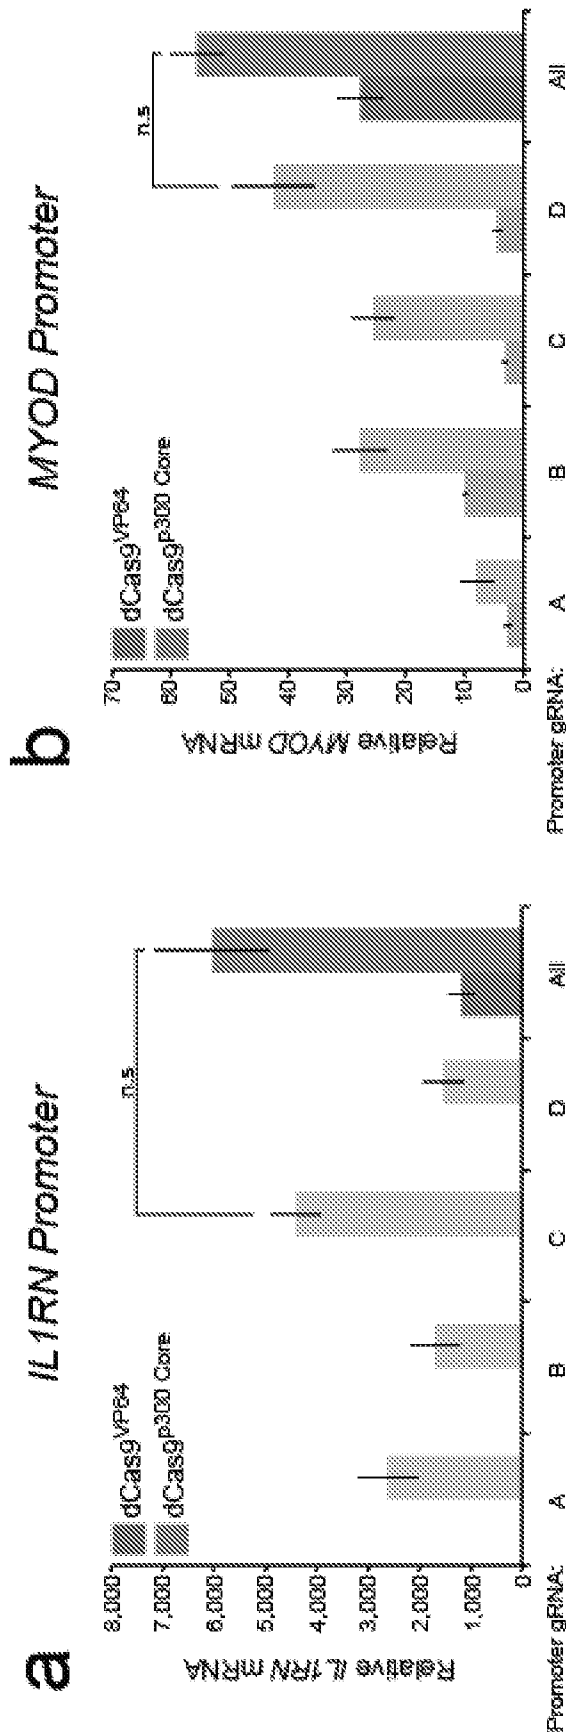 a
IL1RN Promoter
dCas9VP64
dCas9p300 Core
n.s
Relative IL1RN mRNA
8,000
7,000
6,000
5,000
4,000
3,000
2,000
1,000
0
Promoter gRNA: A B C D All
b
MYOD Promoter
dCas9VP64
dCas9p300 Core
n.s
Relative MYOD mRNA
70
60
50
40
30
20
10
0
Promoter gRNA: A B C D All